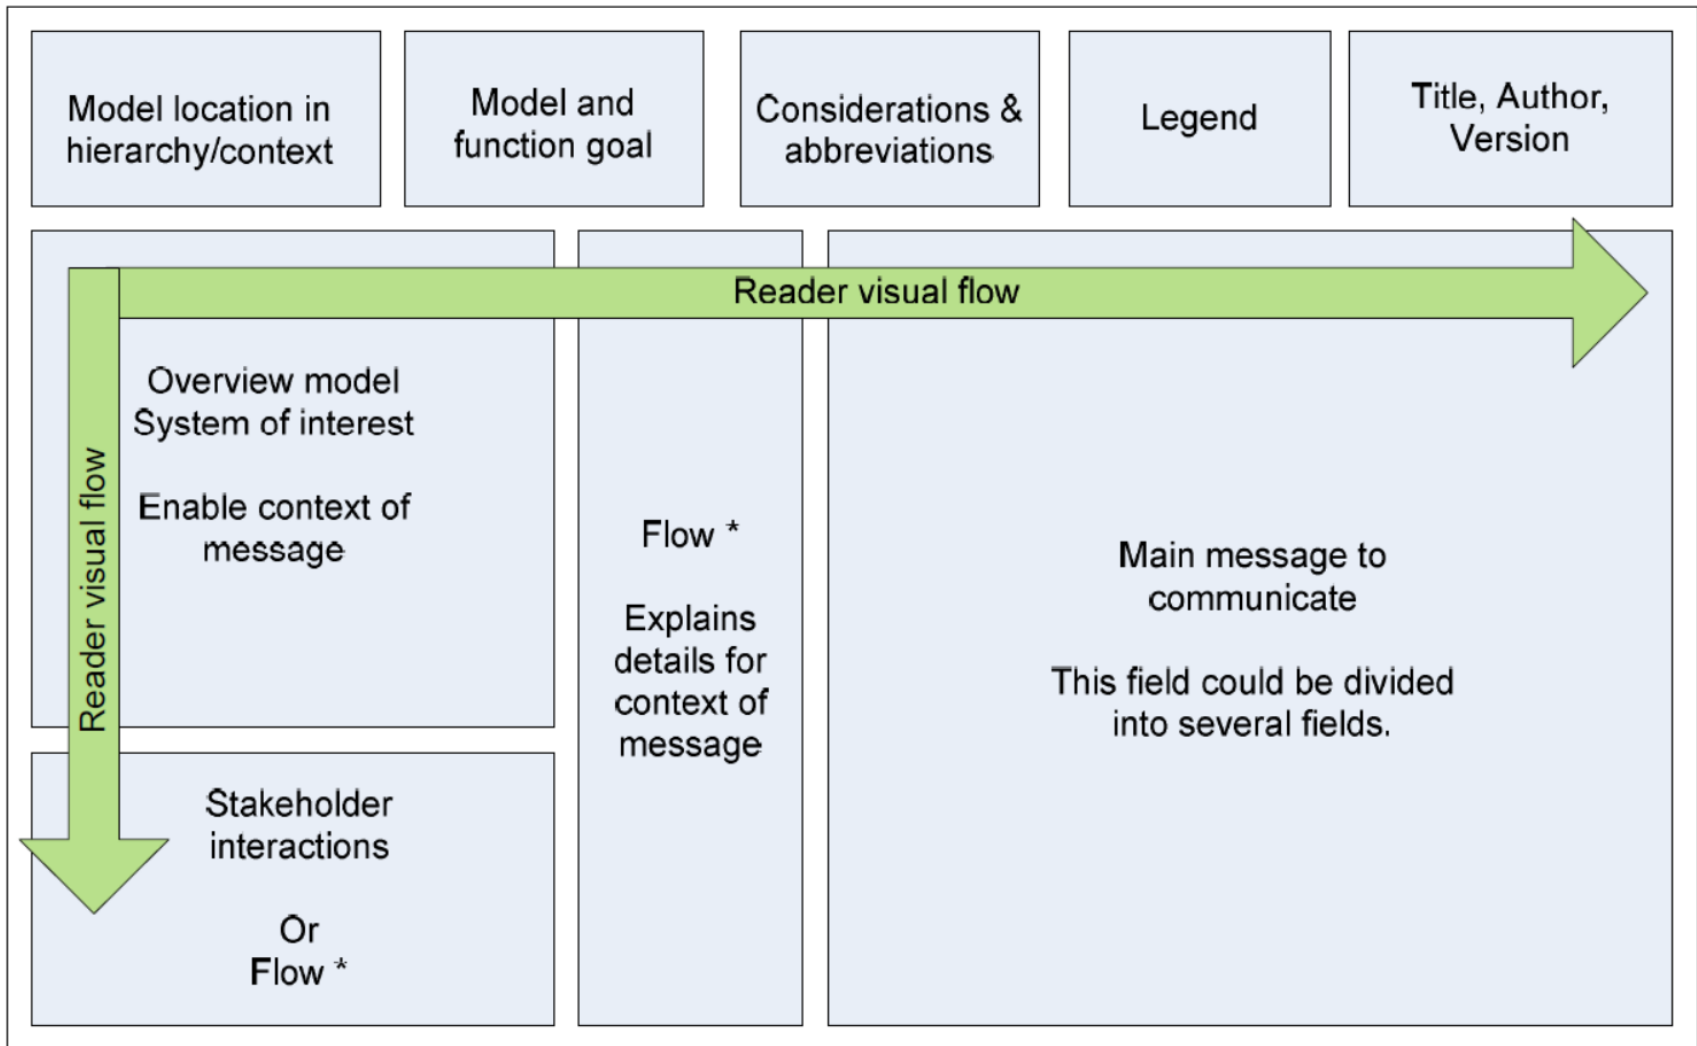 Model location in
hierarchy/context
Model and
function goal
Considerations &
abbreviations
Legend
Title, Author,
Version
Reader visual flow
Reader visual flow
Overview model
System of interest
Enable context of
message
Stakeholder
interactions
Or
Flow *
Flow *
Explains
details for
context of
message
Main message to
communicate
This field could be divided
into several fields.